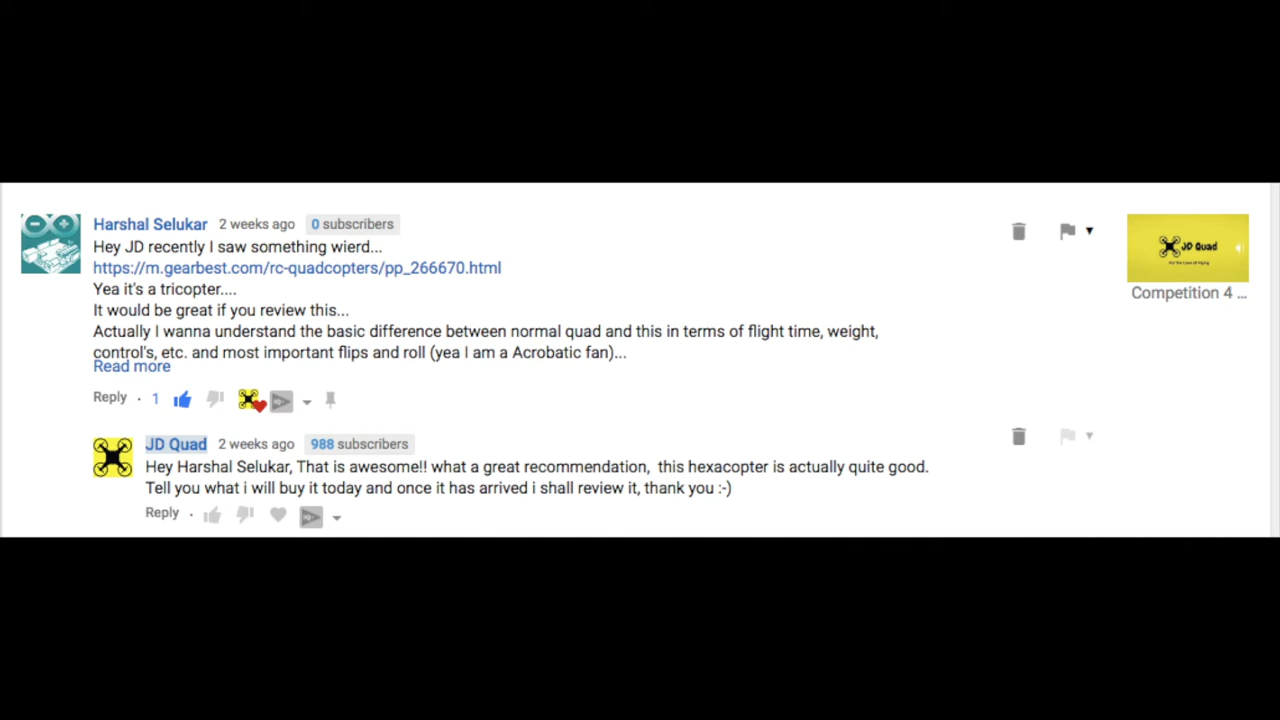 Harshal Selukar 2 weeks ago 0 subscribers
Hey JD recently I saw something wierd...
https://m.gearbest.com/rc-quadcopters/pp_266670.html
Yea it's a tricopter....
It would be great if you review this...
Actually I wanna understand the basic difference between normal quad and this in terms of flight time, weight,
control's, etc. and most important flips and roll (yea I am a Acrobatic fan)...
Read more
Reply · 1
JD Quad
Competition 4 ...
JD Quad 2 weeks ago 988 subscribers
Hey Harshal Selukar, That is awesome!! what a great recommendation, this hexacopter is actually quite good.
Tell you what i will buy it today and once it has arrived i shall review it, thank you :-)
Reply ·